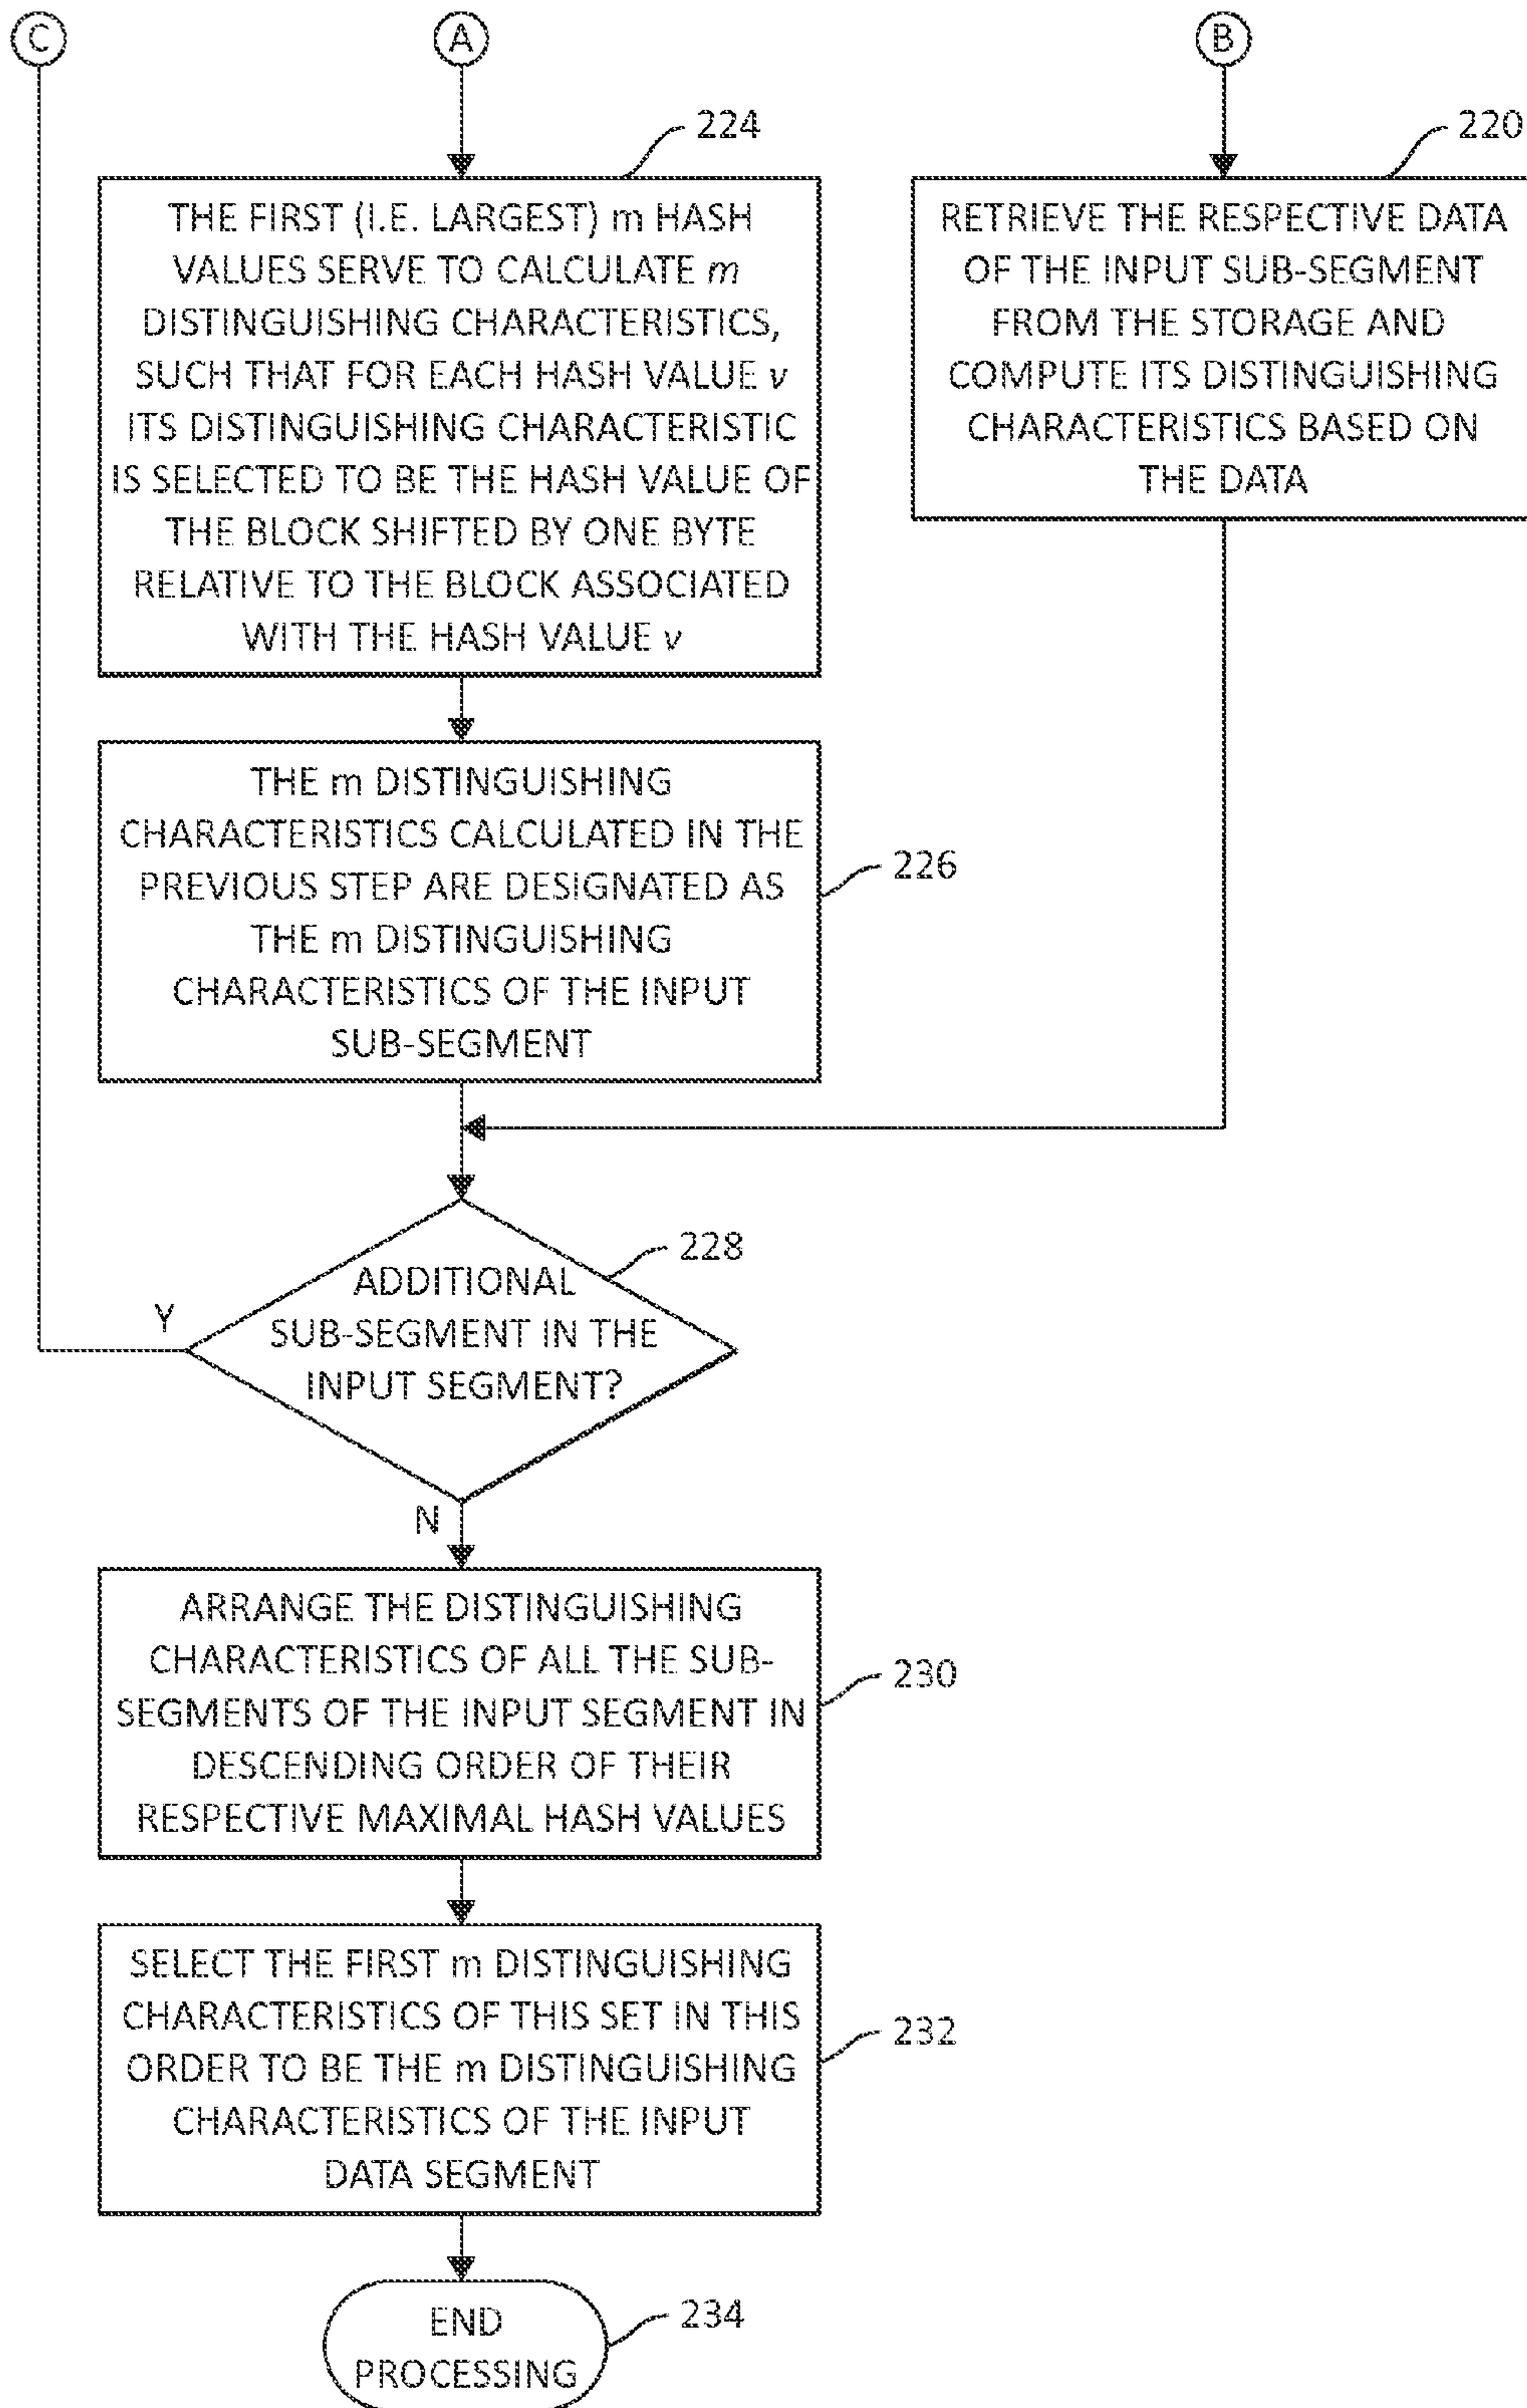 C
A
B
224
THE FIRST (I.E. LARGEST) m HASH
VALUES SERVE TO CALCULATE m
DISTINGUISHING CHARACTERISTICS,
SUCH THAT FOR EACH HASH VALUE v
ITS DISTINGUISHING CHARACTERISTIC
IS SELECTED TO BE THE HASH VALUE OF
THE BLOCK SHIFTED BY ONE BYTE
RELATIVE TO THE BLOCK ASSOCIATED
WITH THE HASH VALUE v
220
RETRIEVE THE RESPECTIVE DATA
OF THE INPUT SUB-SEGMENT
FROM THE STORAGE AND
COMPUTE ITS DISTINGUISHING
CHARACTERISTICS BASED ON
THE DATA
THE m DISTINGUISHING
CHARACTERISTICS CALCULATED IN THE
PREVIOUS STEP ARE DESIGNATED AS
THE m DISTINGUISHING
CHARACTERISTICS OF THE INPUT
SUB-SEGMENT
226
228
ADDITIONAL
SUB-SEGMENT IN THE
INPUT SEGMENT?
Y
N
ARRANGE THE DISTINGUISHING
CHARACTERISTICS OF ALL THE SUB-
SEGMENTS OF THE INPUT SEGMENT IN
DESCENDING ORDER OF THEIR
RESPECTIVE MAXIMAL HASH VALUES
230
SELECT THE FIRST m DISTINGUISHING
CHARACTERISTICS OF THIS SET IN THIS
ORDER TO BE THE m DISTINGUISHING
CHARACTERISTICS OF THE INPUT
DATA SEGMENT
232
END
PROCESSING
234